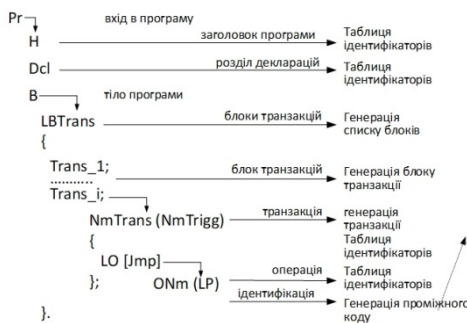 Pr вхід в програму
H заголовок програми Таблиця
ідентифікаторів
Dcl розділ декларацій Таблиця
ідентифікаторів
B тіло програми
LBTrans блоки транзакцій Генерація
списку блоків
{
Trans_1; блок транзакцій Генерація блоку
транзакції
..........
Trans_i;
NmTrans (NmTrigg) транзакція генерація
транзакції
{ Таблиця
ідентифікаторів
LO [Jmp] операція Таблиця
}; ONm (LP) ідентифікаторів
ідентифікація Генерація проміжного
}. коду